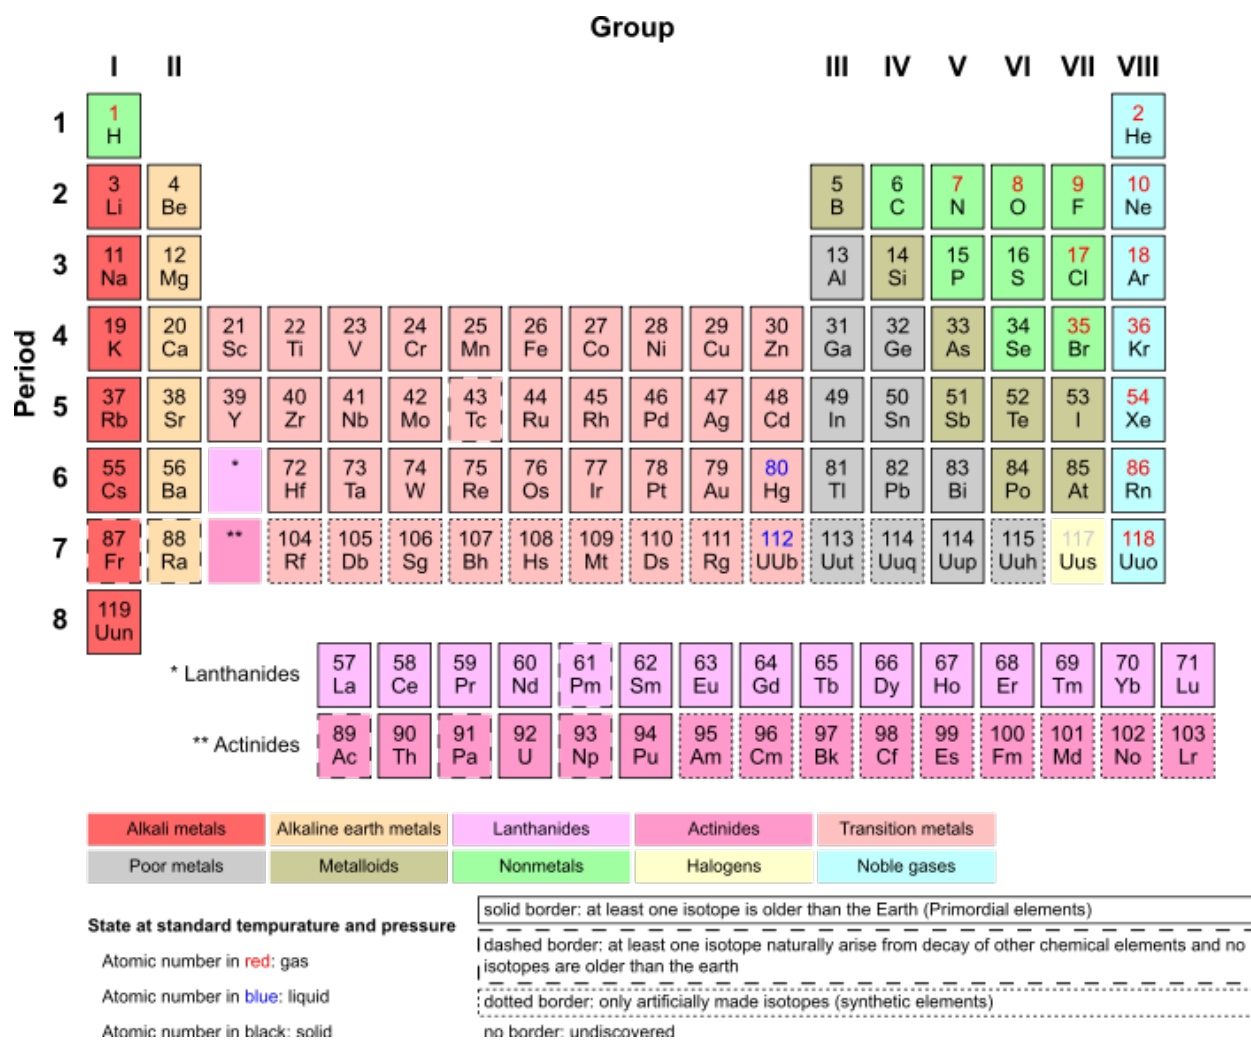 Group
I II III IV V VI VII VIII
Period
1
1 2
H He
2
3 4 5 6 7 8 9 10
Li Be B C N O F Ne
3
11 12 13 14 15 16 17 18
Na Mg Al Si P S Cl Ar
4
19 20 21 22 23 24 25 26 27 28 29 30 31 32 33 34 35 36
K Ca Sc Ti V Cr Mn Fe Co Ni Cu Zn Ga Ge As Se Br Kr
5
37 38 39 40 41 42 43 44 45 46 47 48 49 50 51 52 53 54
Rb Sr Y Zr Nb Mo Tc Ru Rh Pd Ag Cd In Sn Sb Te I Xe
6
55 56 * 72 73 74 75 76 77 78 79 80 81 82 83 84 85 86
Cs Ba Hf Ta W Re Os Ir Pt Au Hg Tl Pb Bi Po At Rn
7
87 88 ** 104 105 106 107 108 109 110 111 112 113 114 114 115 117 118
Fr Ra Rf Db Sg Bh Hs Mt Ds Rg UUb Uut Uuq Uup Uuh Uus Uuo
8
119
Uun
* Lanthanides
57 58 59 60 61 62 63 64 65 66 67 68 69 70 71
La Ce Pr Nd Pm Sm Eu Gd Tb Dy Ho Er Tm Yb Lu
** Actinides
89 90 91 92 93 94 95 96 97 98 99 100 101 102 103
Ac Th Pa U Np Pu Am Cm Bk Cf Es Fm Md No Lr
Alkali metals Alkaline earth metals Lanthanides Actinides Transition metals
Poor metals Metalloids Nonmetals Halogens Noble gases
State at standard tempurature and pressure
Atomic number in red: gas
Atomic number in blue: liquid
Atomic number in black: solid
solid border: at least one isotope is older than the Earth (Primordial elements)
dashed border: at least one isotope naturally arise from decay of other chemical elements and no
isotopes are older than the earth
dotted border: only artificially made isotopes (synthetic elements)
no border: undiscovered